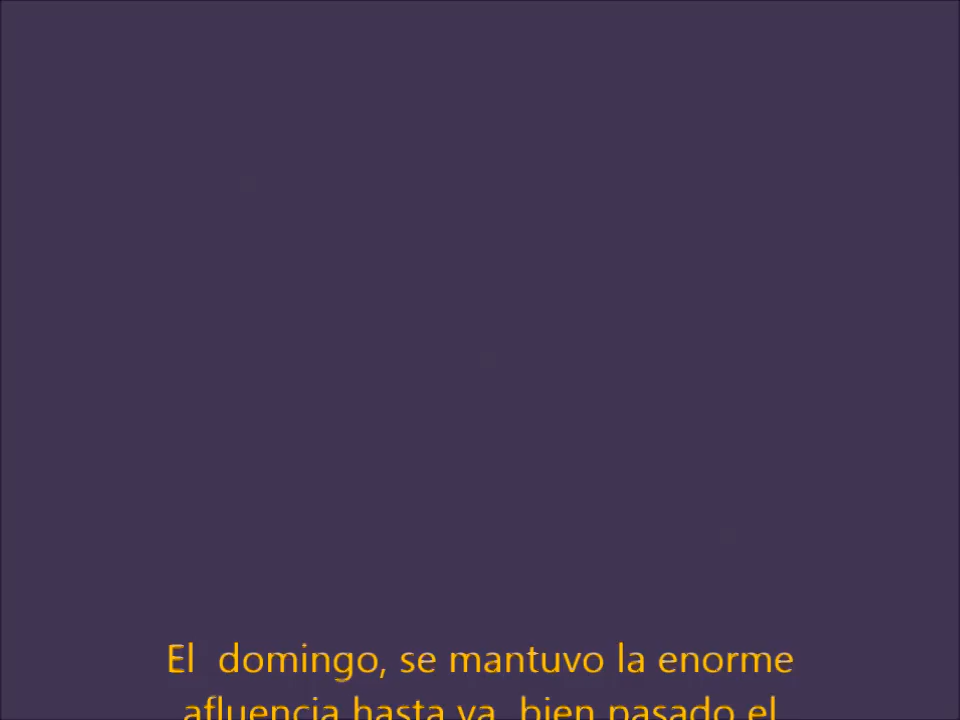 El  domingo, se mantuvo la enorme
afluencia hasta ya  bien pasado el